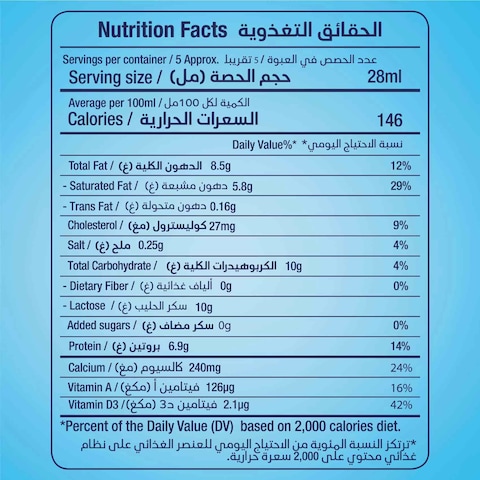 Nutrition Facts الحقائق التغذوية
Servings per container / 5 Approx. عدد الحصص في العبوة / 5 تقريبا
Serving size / حجم الحصة (مل) 28ml
Average per 100ml / الكمية لكل 100مل
Calories / السعرات الحرارية 146
Daily Value%* *نسبة الاحتياج اليومي
Total Fat / الدهون الكلية (غ) 8.5g 12%
- Saturated Fat / دهون مشبعة (غ) 5.8g 29%
- Trans Fat / دهون متحولة (غ) 0.16g
Cholesterol / كوليسترول (مغ) 27mg 9%
Salt / ملح (غ) 0.25g 4%
Total Carbohydrate / الكربوهيدرات الكلية (غ) 10g 4%
- Dietary Fiber / ألياف غذائية (غ) 0g 0%
- Lactose / سكر الحليب (غ) 10g
Added sugars / سكر مضاف (غ) 0g 0%
Protein / بروتين (غ) 6.9g 14%
Calcium / كالسيوم (مغ) 240mg 24%
Vitamin A / فيتامين أ (مكغ) 126µg 16%
Vitamin D3 / فيتامين د3 (مكغ) 2.1µg 42%
*Percent of the Daily Value (DV) based on 2,000 calories diet.
*ترتكز النسبة المئوية من الاحتياج اليومي للعنصر الغذائي على نظام
غذائي محتوي على 2,000 سعرة حرارية.